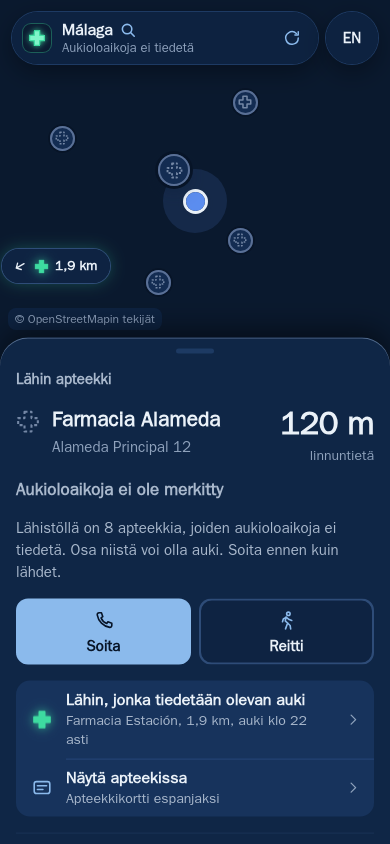 Málaga
Aukioloaikoja ei tiedetä
EN
1,9 km
© OpenStreetMapin tekijät
Lähin apteekki
Farmacia Alameda
120 m
Alameda Principal 12
linnuntietä
Aukioloaikoja ei ole merkitty
Lähistöllä on 8 apteekkia, joiden aukioloaikoja ei
tiedetä. Osa niistä voi olla auki. Soita ennen kuin
lähdet.
Soita
Reitti
Lähin, jonka tiedetään olevan auki
Farmacia Estación, 1,9 km, auki klo 22
asti
Näytä apteekissa
Apteekkikortti espanjaksi